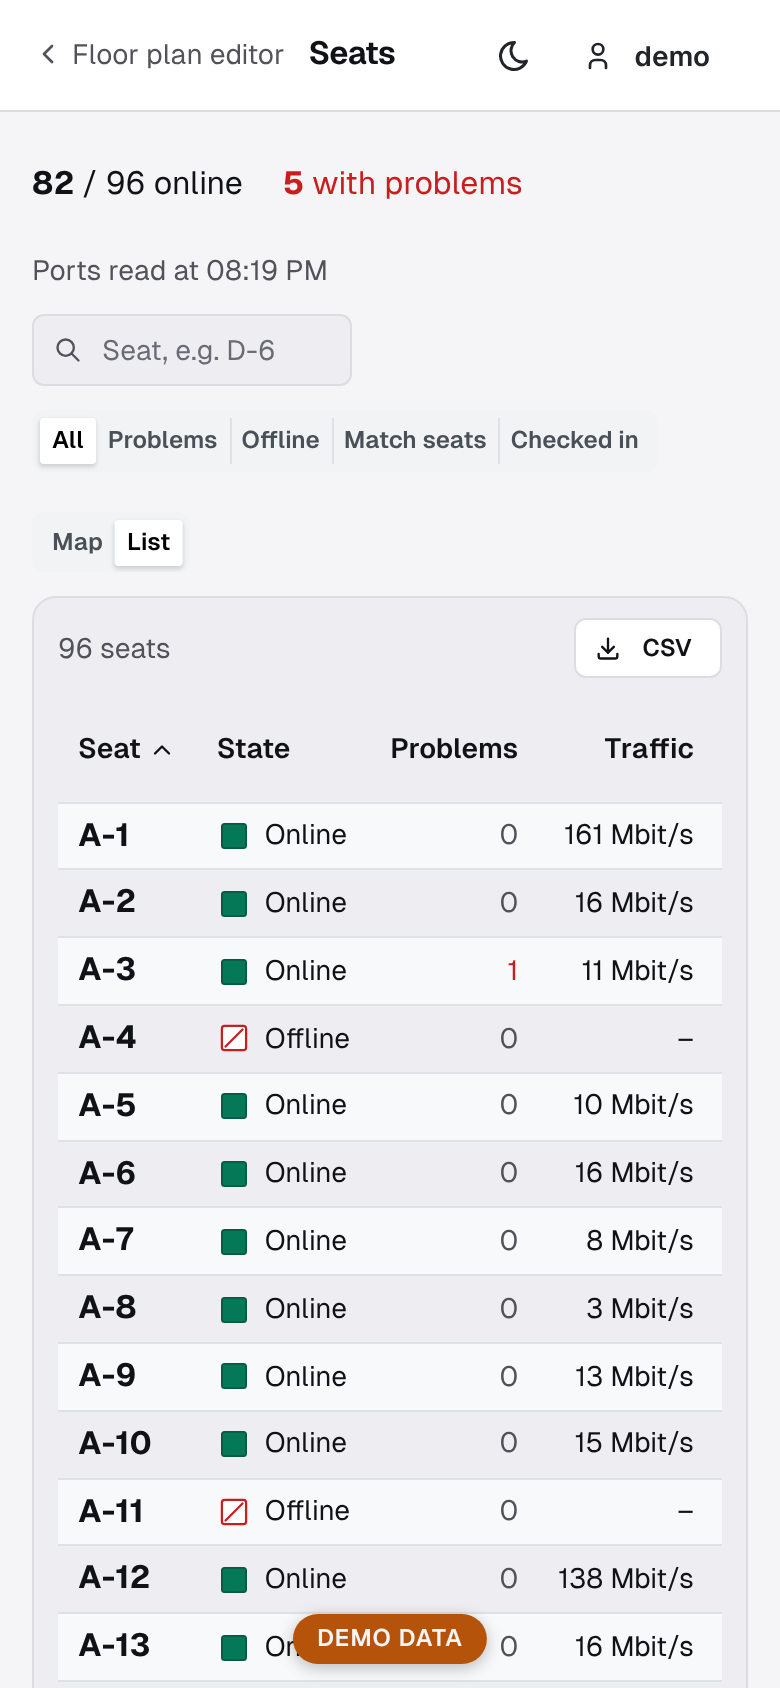 Floor plan editor Seats demo
82 / 96 online 5 with problems
Ports read at 08:19 PM
Seat, e.g. D-6
All Problems Offline Match seats Checked in
Map List
96 seats CSV
Seat State Problems Traffic
A-1 Online 0 161 Mbit/s
A-2 Online 0 16 Mbit/s
A-3 Online 1 11 Mbit/s
A-4 Offline 0 –
A-5 Online 0 10 Mbit/s
A-6 Online 0 16 Mbit/s
A-7 Online 0 8 Mbit/s
A-8 Online 0 3 Mbit/s
A-9 Online 0 13 Mbit/s
A-10 Online 0 15 Mbit/s
A-11 Offline 0 –
A-12 Online 0 138 Mbit/s
A-13 0 16 Mbit/s
DEMO DATA